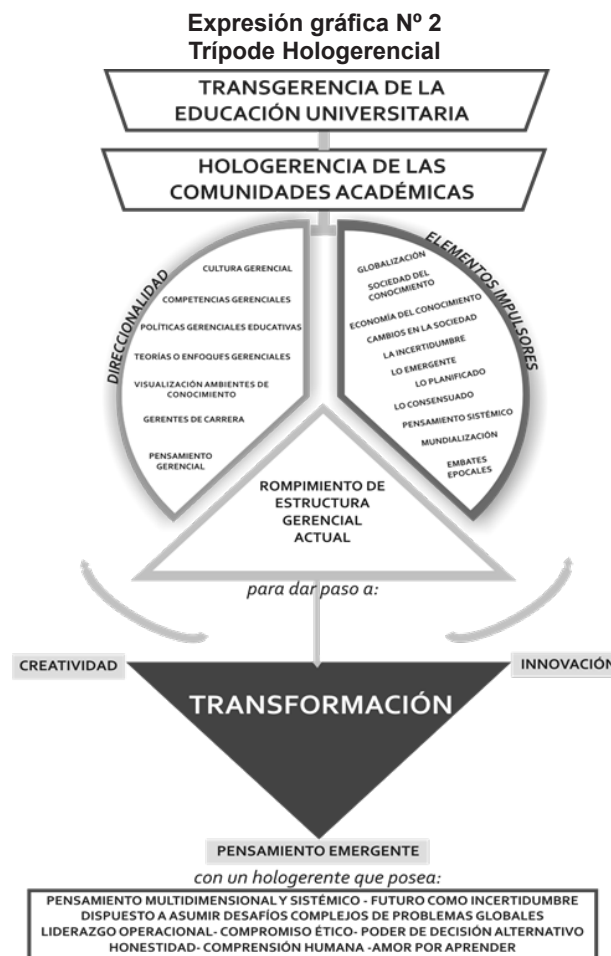 Expresión gráfica Nº 2
Trípode Hologerencial
TRANSGERENCIA DE LA
EDUCACIÓN UNIVERSITARIA
HOLOGERENCIA DE LAS
COMUNIDADES ACADÉMICAS
DIRECCIONALIDAD
CULTURA GERENCIAL
COMPETENCIAS GERENCIALES
POLÍTICAS GERENCIALES EDUCATIVAS
TEORÍAS O ENFOQUES GERENCIALES
VISUALIZACIÓN AMBIENTES DE
CONOCIMIENTO
GERENTES DE CARRERA
PENSAMIENTO
GERENCIAL
ELEMENTOS IMPULSORES
GLOBALIZACIÓN
SOCIEDAD DEL
CONOCIMIENTO
ECONOMÍA DEL CONOCIMIENTO
CAMBIOS EN LA SOCIEDAD
LA INCERTIDUMBRE
LO EMERGENTE
LO PLANIFICADO
LO CONSENSUADO
PENSAMIENTO SISTÉMICO
MUNDIALIZACIÓN
EMBATES
EPOCALES
ROMPIMIENTO DE
ESTRUCTURA
GERENCIAL
ACTUAL
para dar paso a:
CREATIVIDAD
INNOVACIÓN
TRANSFORMACIÓN
PENSAMIENTO EMERGENTE
con un hologerente que posea:
PENSAMIENTO MULTIDIMENSIONAL Y SISTÉMICO - FUTURO COMO INCERTIDUMBRE
DISPUESTO A ASUMIR DESAFÍOS COMPLEJOS DE PROBLEMAS GLOBALES
LIDERAZGO OPERACIONAL- COMPROMISO ÉTICO- PODER DE DECISIÓN ALTERNATIVO
HONESTIDAD- COMPRENSIÓN HUMANA -AMOR POR APRENDER